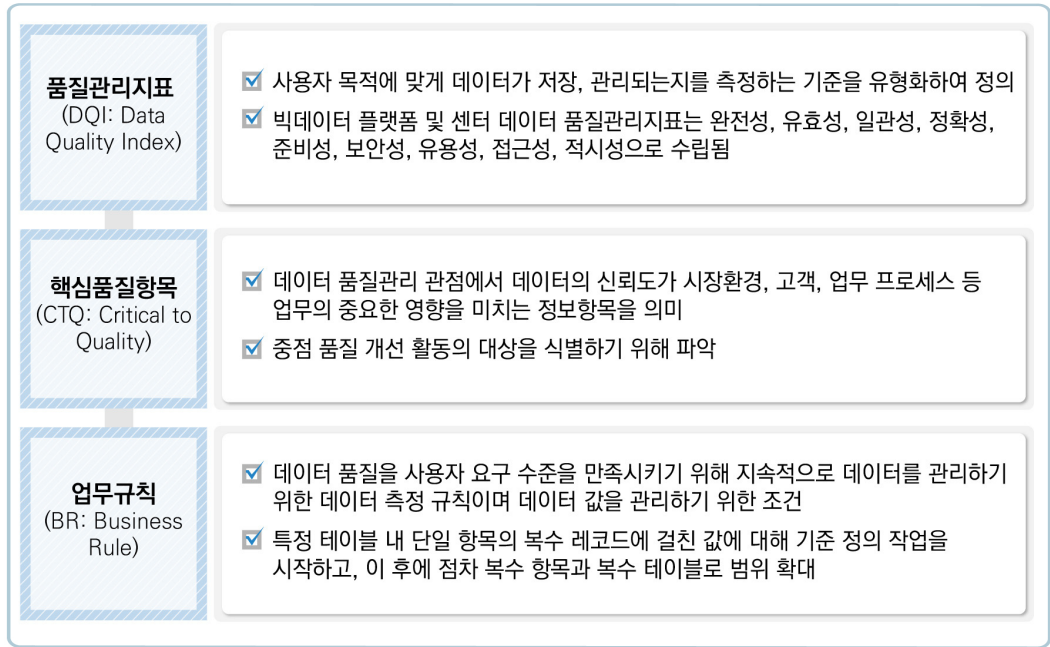 품질관리지표
(DQI: Data
Quality Index)
사용자 목적에 맞게 데이터가 저장, 관리되는지를 측정하는 기준을 유형화하여 정의
빅데이터 플랫폼 및 센터 데이터 품질관리지표는 완전성, 유효성, 일관성, 정확성,
준비성, 보안성, 유용성, 접근성, 적시성으로 수립됨
핵심품질항목
(CTQ: Critical to
Quality)
데이터 품질관리 관점에서 데이터의 신뢰도가 시장환경, 고객, 업무 프로세스 등
업무의 중요한 영향을 미치는 정보항목을 의미
중점 품질 개선 활동의 대상을 식별하기 위해 파악
업무규칙
(BR: Business
Rule)
데이터 품질을 사용자 요구 수준을 만족시키기 위해 지속적으로 데이터를 관리하기
위한 데이터 측정 규칙이며 데이터 값을 관리하기 위한 조건
특정 테이블 내 단일 항목의 복수 레코드에 걸친 값에 대해 기준 정의 작업을
시작하고, 이 후에 점차 복수 항목과 복수 테이블로 범위 확대